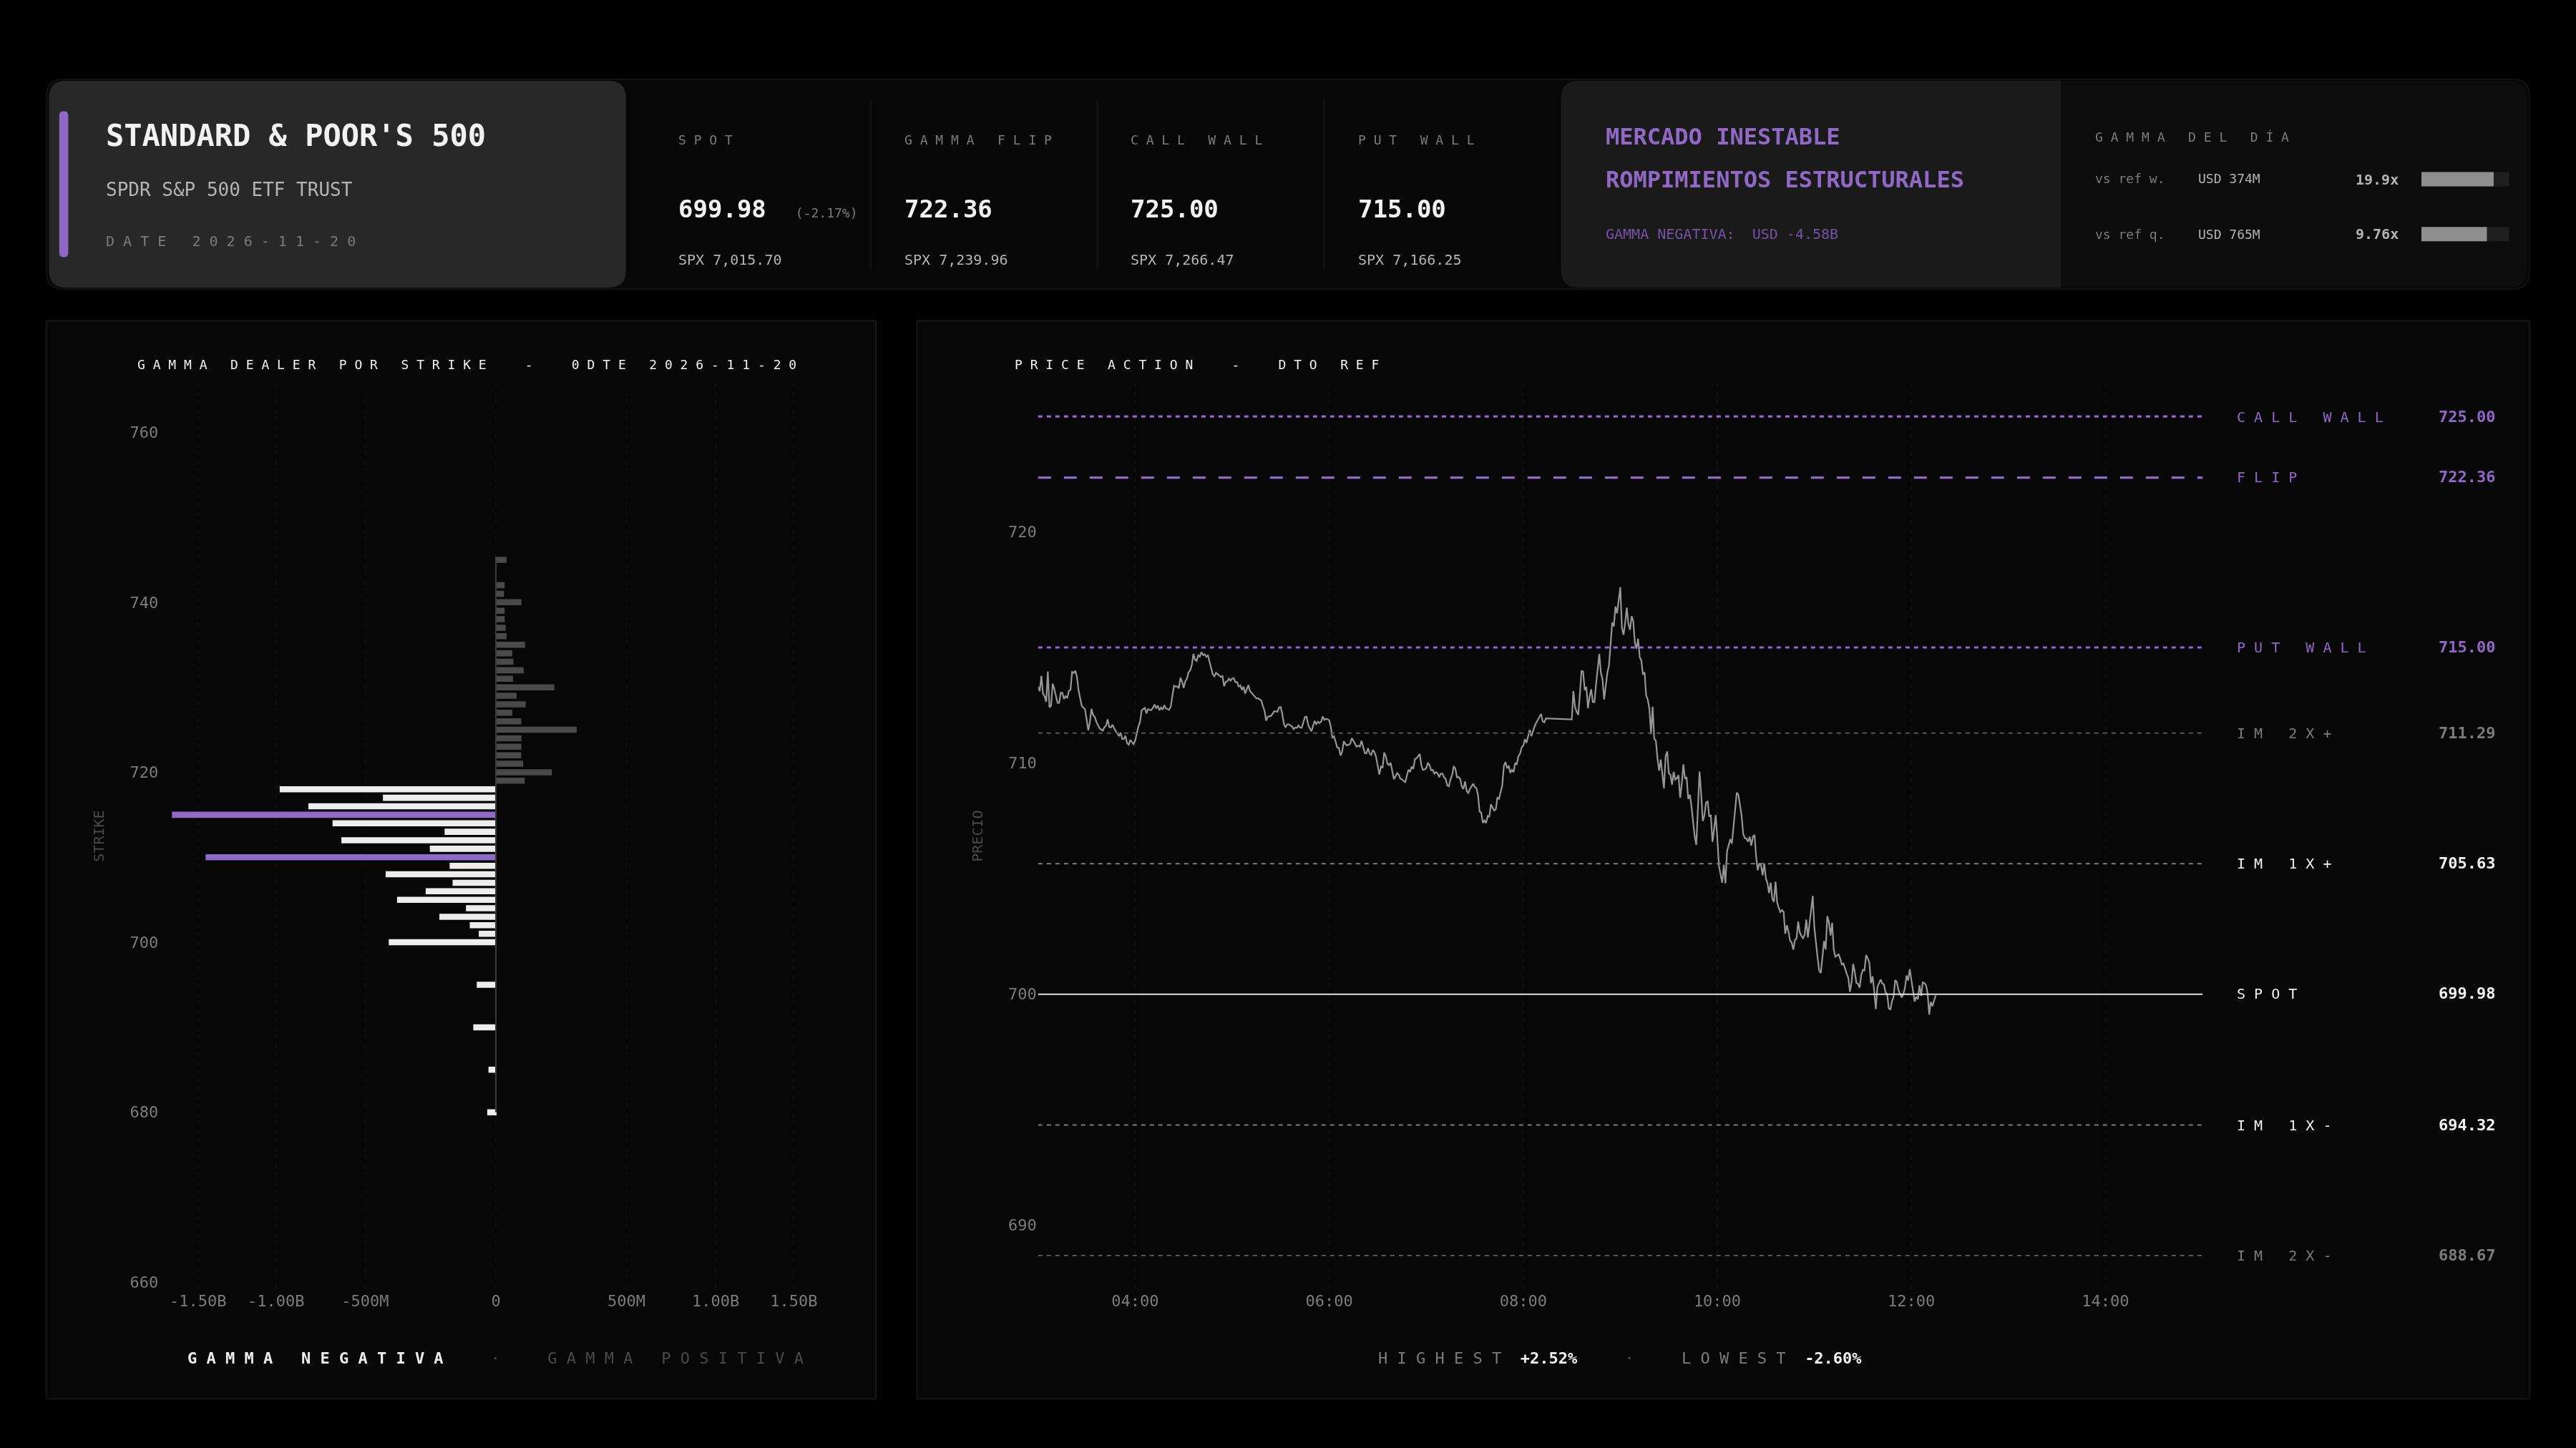 STANDARD & POOR'S 500
SPDR S&P 500 ETF TRUST
DATE 2026-11-20
SPOT
699.98 (-2.17%)
SPX 7,015.70
GAMMA FLIP
722.36
SPX 7,239.96
CALL WALL
725.00
SPX 7,266.47
PUT WALL
715.00
SPX 7,166.25
MERCADO INESTABLE
ROMPIMIENTOS ESTRUCTURALES
GAMMA NEGATIVA: USD -4.58B
GAMMA DEL DÍA
vs ref w. USD 374M 19.9x
vs ref q. USD 765M 9.76x
GAMMA DEALER POR STRIKE - 0DTE 2026-11-20
760
740
720
700
680
660
STRIKE
-1.50B -1.00B -500M 0 500M 1.00B 1.50B
GAMMA NEGATIVA · GAMMA POSITIVA
PRICE ACTION - DTO REF
720
710
700
690
PRECIO
CALL WALL 725.00
FLIP 722.36
PUT WALL 715.00
IM 2X+ 711.29
IM 1X+ 705.63
SPOT 699.98
IM 1X- 694.32
IM 2X- 688.67
04:00 06:00 08:00 10:00 12:00 14:00
HIGHEST +2.52% · LOWEST -2.60%